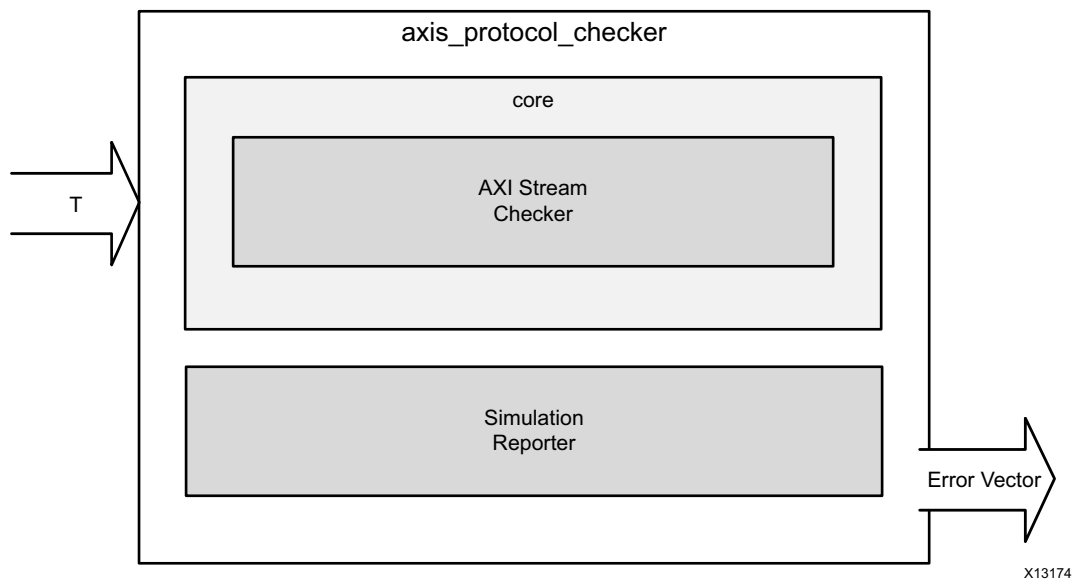 axis_protocol_checker
core
AXI Stream
Checker
T
Simulation
Reporter
Error Vector
X13174